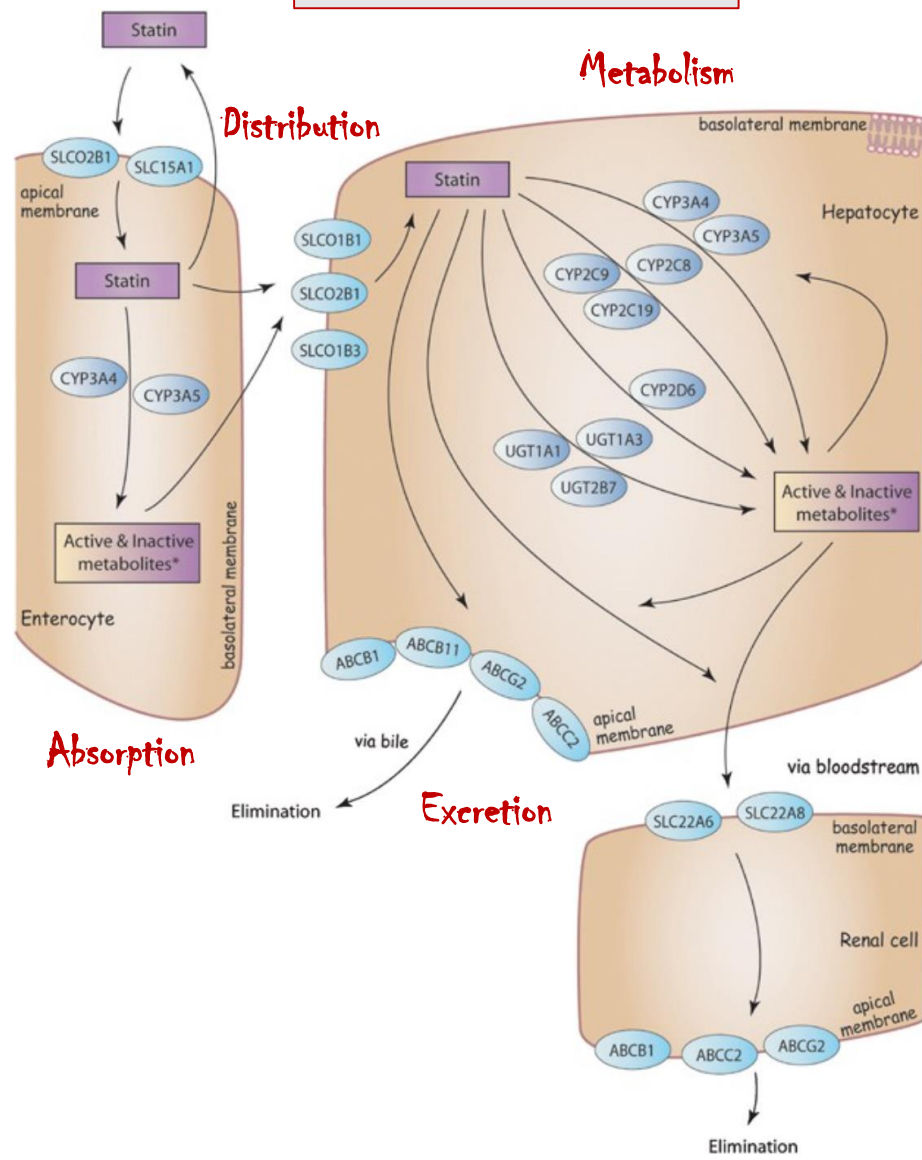 Statin
Metabolism
Distribution
basolateral membrane
SLCO2B1
SLC15A1
apical
membrane
Statin
CYP3A4
Hepatocyte
SLCO1B1
CYP3A5
Statin
SLCO2B1
CYP2C9
CYP2C8
CYP2C19
SLCO1B3
CYP3A4
CYP3A5
CYP2D6
UGT1A1
UGT1A3
UGT2B7
Active & Inactive
metabolites*
Active & Inactive
metabolites*
basolateral membrane
Enterocyte
ABCB1
ABCB11
ABCG2
ABCC2
apical
membrane
Absorption
via bile
via bloodstream
Elimination
Excretion
SLC22A6
SLC22A8
basolateral
membrane
Renal cell
apical
membrane
ABCB1
ABCC2
ABCG2
Elimination